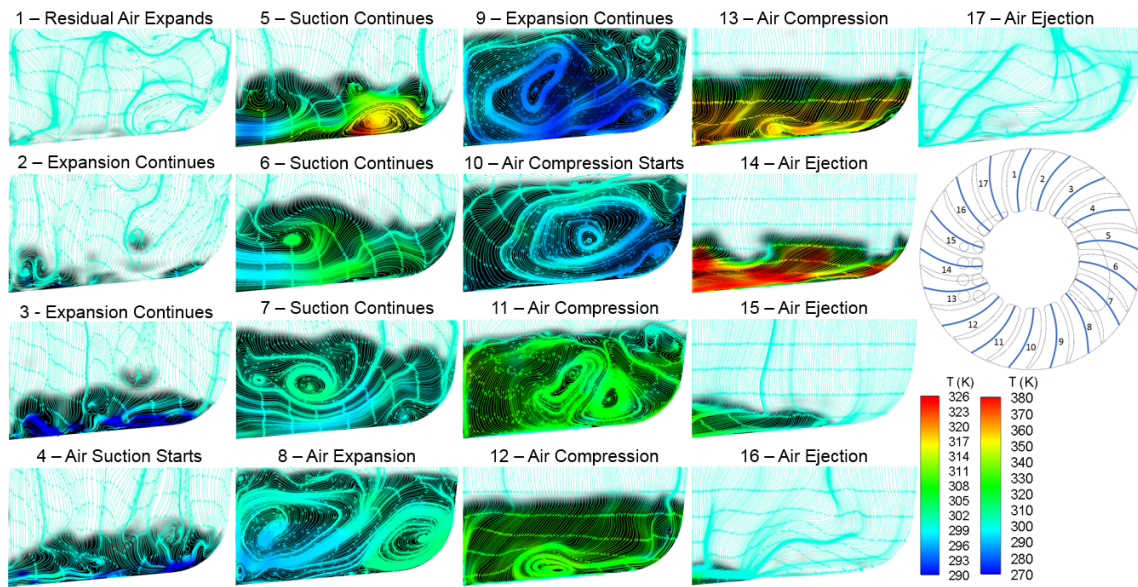 1 – Residual Air Expands
5 – Suction Continues
9 – Expansion Continues
13 – Air Compression
17 – Air Ejection
2 – Expansion Continues
6 – Suction Continues
10 – Air Compression Starts
14 – Air Ejection
3 - Expansion Continues
7 – Suction Continues
11 – Air Compression
15 – Air Ejection
4 – Air Suction Starts
8 – Air Expansion
12 – Air Compression
16 – Air Ejection
1
2
3
4
5
6
7
8
9
10
11
12
13
14
15
16
17
T (K)
326
326
320
317
314
311
308
305
302
299
296
293
290
T (K)
380
370
360
350
340
330
320
310
300
290
280
270